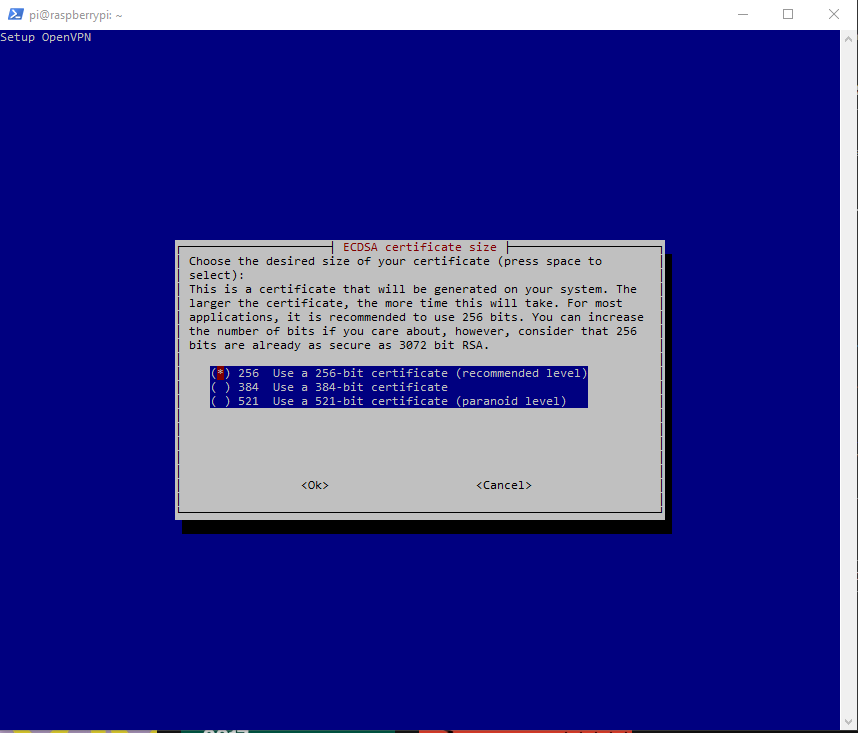 pi@raspberrypi: ~
Setup OpenVPN
ECDSA certificate size
Choose the desired size of your certificate (press space to
select):
This is a certificate that will be generated on your system. The
larger the certificate, the more time this will take. For most
applications, it is recommended to use 256 bits. You can increase
the number of bits if you care about, however, consider that 256
bits are already as secure as 3072 bit RSA.
(*) 256  Use a 256-bit certificate (recommended level)
( ) 384  Use a 384-bit certificate
( ) 521  Use a 521-bit certificate (paranoid level)
<Ok> <Cancel>